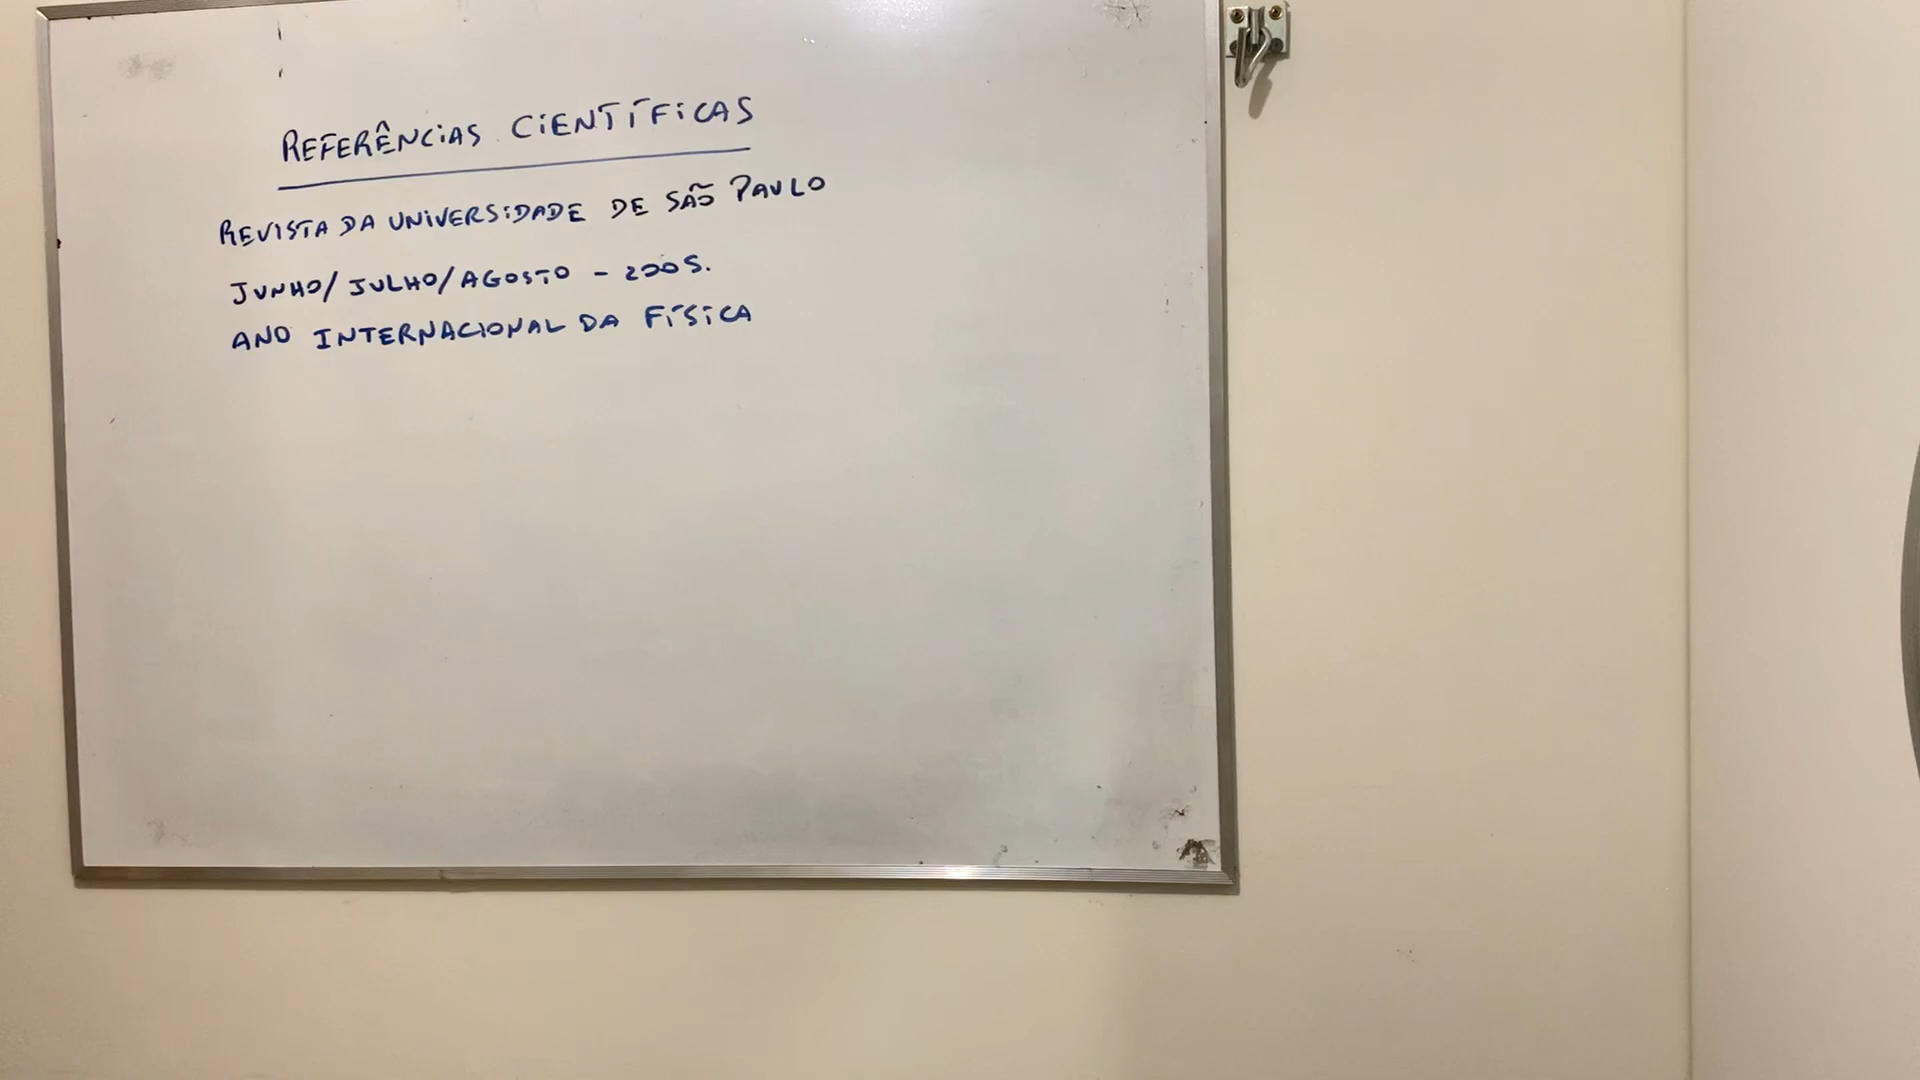 REFERÊNCIAS CIENTÍFICAS
REVISTA DA UNIVERSIDADE DE SÃO PAULO
JUNHO/JULHO/AGOSTO - 2005.
ANO INTERNACIONAL DA FÍSICA